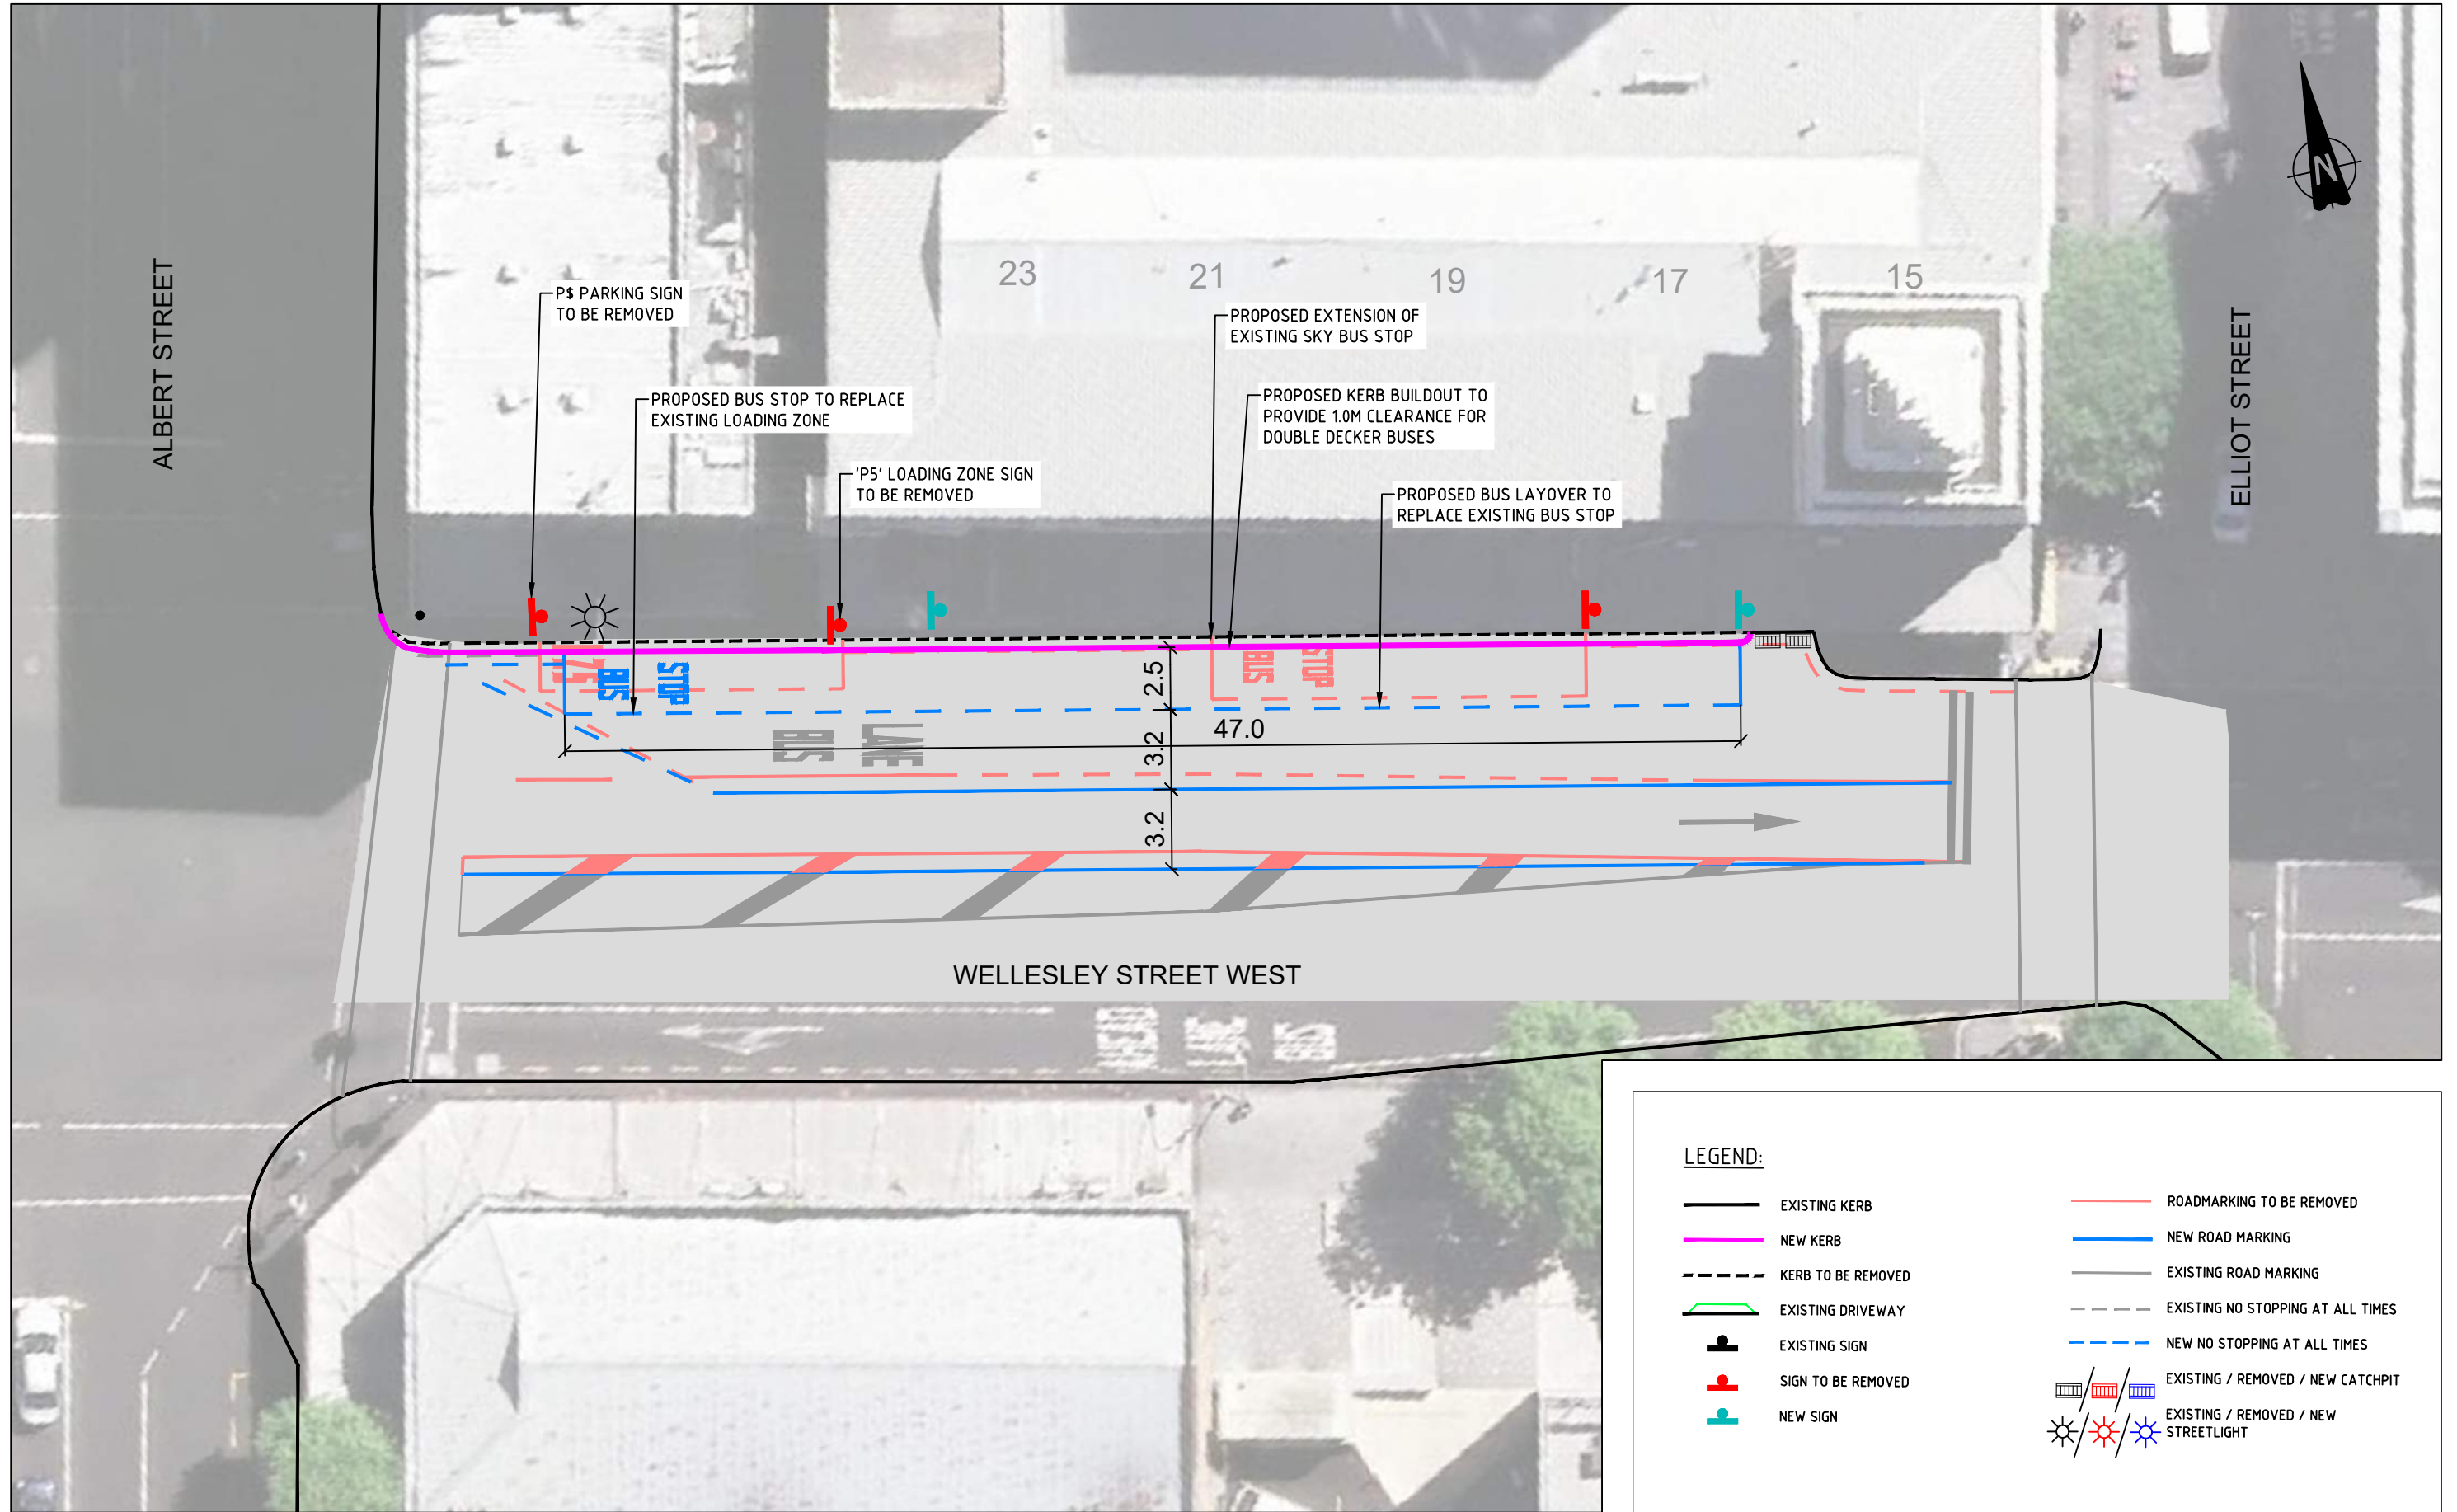 23
21
19
17
15
N
ALBERT STREET
ELLIOT STREET
P$ PARKING SIGN
TO BE REMOVED
PROPOSED EXTENSION OF
EXISTING SKY BUS STOP
PROPOSED BUS STOP TO REPLACE
EXISTING LOADING ZONE
PROPOSED KERB BUILDOUT TO
PROVIDE 1.0M CLEARANCE FOR
DOUBLE DECKER BUSES
'P5' LOADING ZONE SIGN
TO BE REMOVED
PROPOSED BUS LAYOVER TO
REPLACE EXISTING BUS STOP
BUS
STOP
BUS
STOP
2.5
47.0
3.2
BUS
LANE
3.2
WELLESLEY STREET WEST
LANE
BUS
LEGEND:
EXISTING KERB
NEW KERB
KERB TO BE REMOVED
EXISTING DRIVEWAY
EXISTING SIGN
SIGN TO BE REMOVED
NEW SIGN
ROADMARKING TO BE REMOVED
NEW ROAD MARKING
EXISTING ROAD MARKING
EXISTING NO STOPPING AT ALL TIMES
NEW NO STOPPING AT ALL TIMES
EXISTING / REMOVED / NEW CATCHPIT
EXISTING / REMOVED / NEW
STREETLIGHT